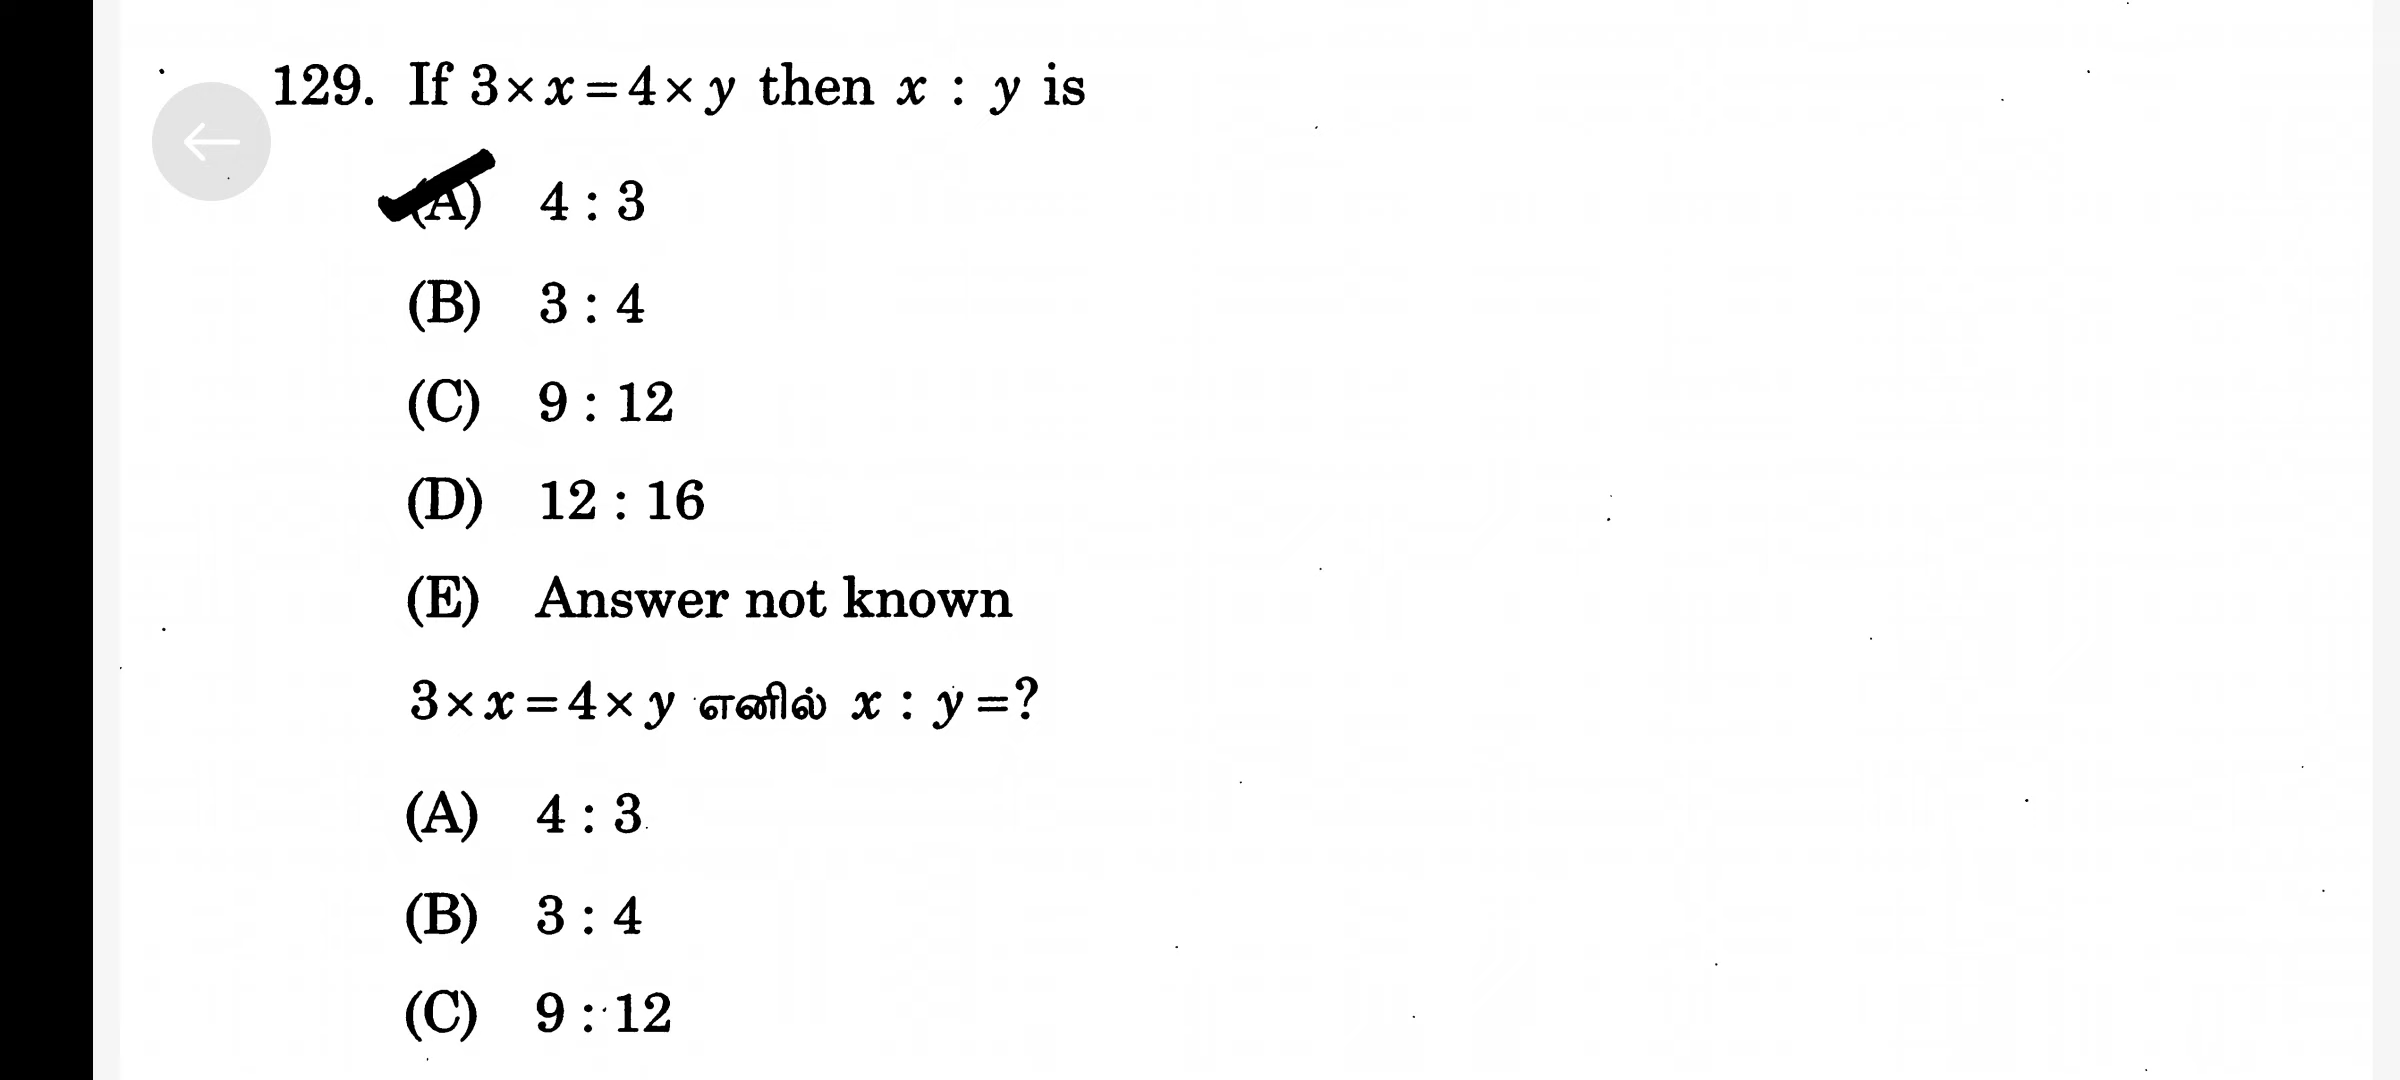 129. If 3×x=4×y then x : y is
(A) 4 : 3
(B) 3 : 4
(C) 9 : 12
(D) 12 : 16
(E) Answer not known
3×x=4×y எனில் x : y=?
(A) 4 : 3
(B) 3 : 4
(C) 9 : 12